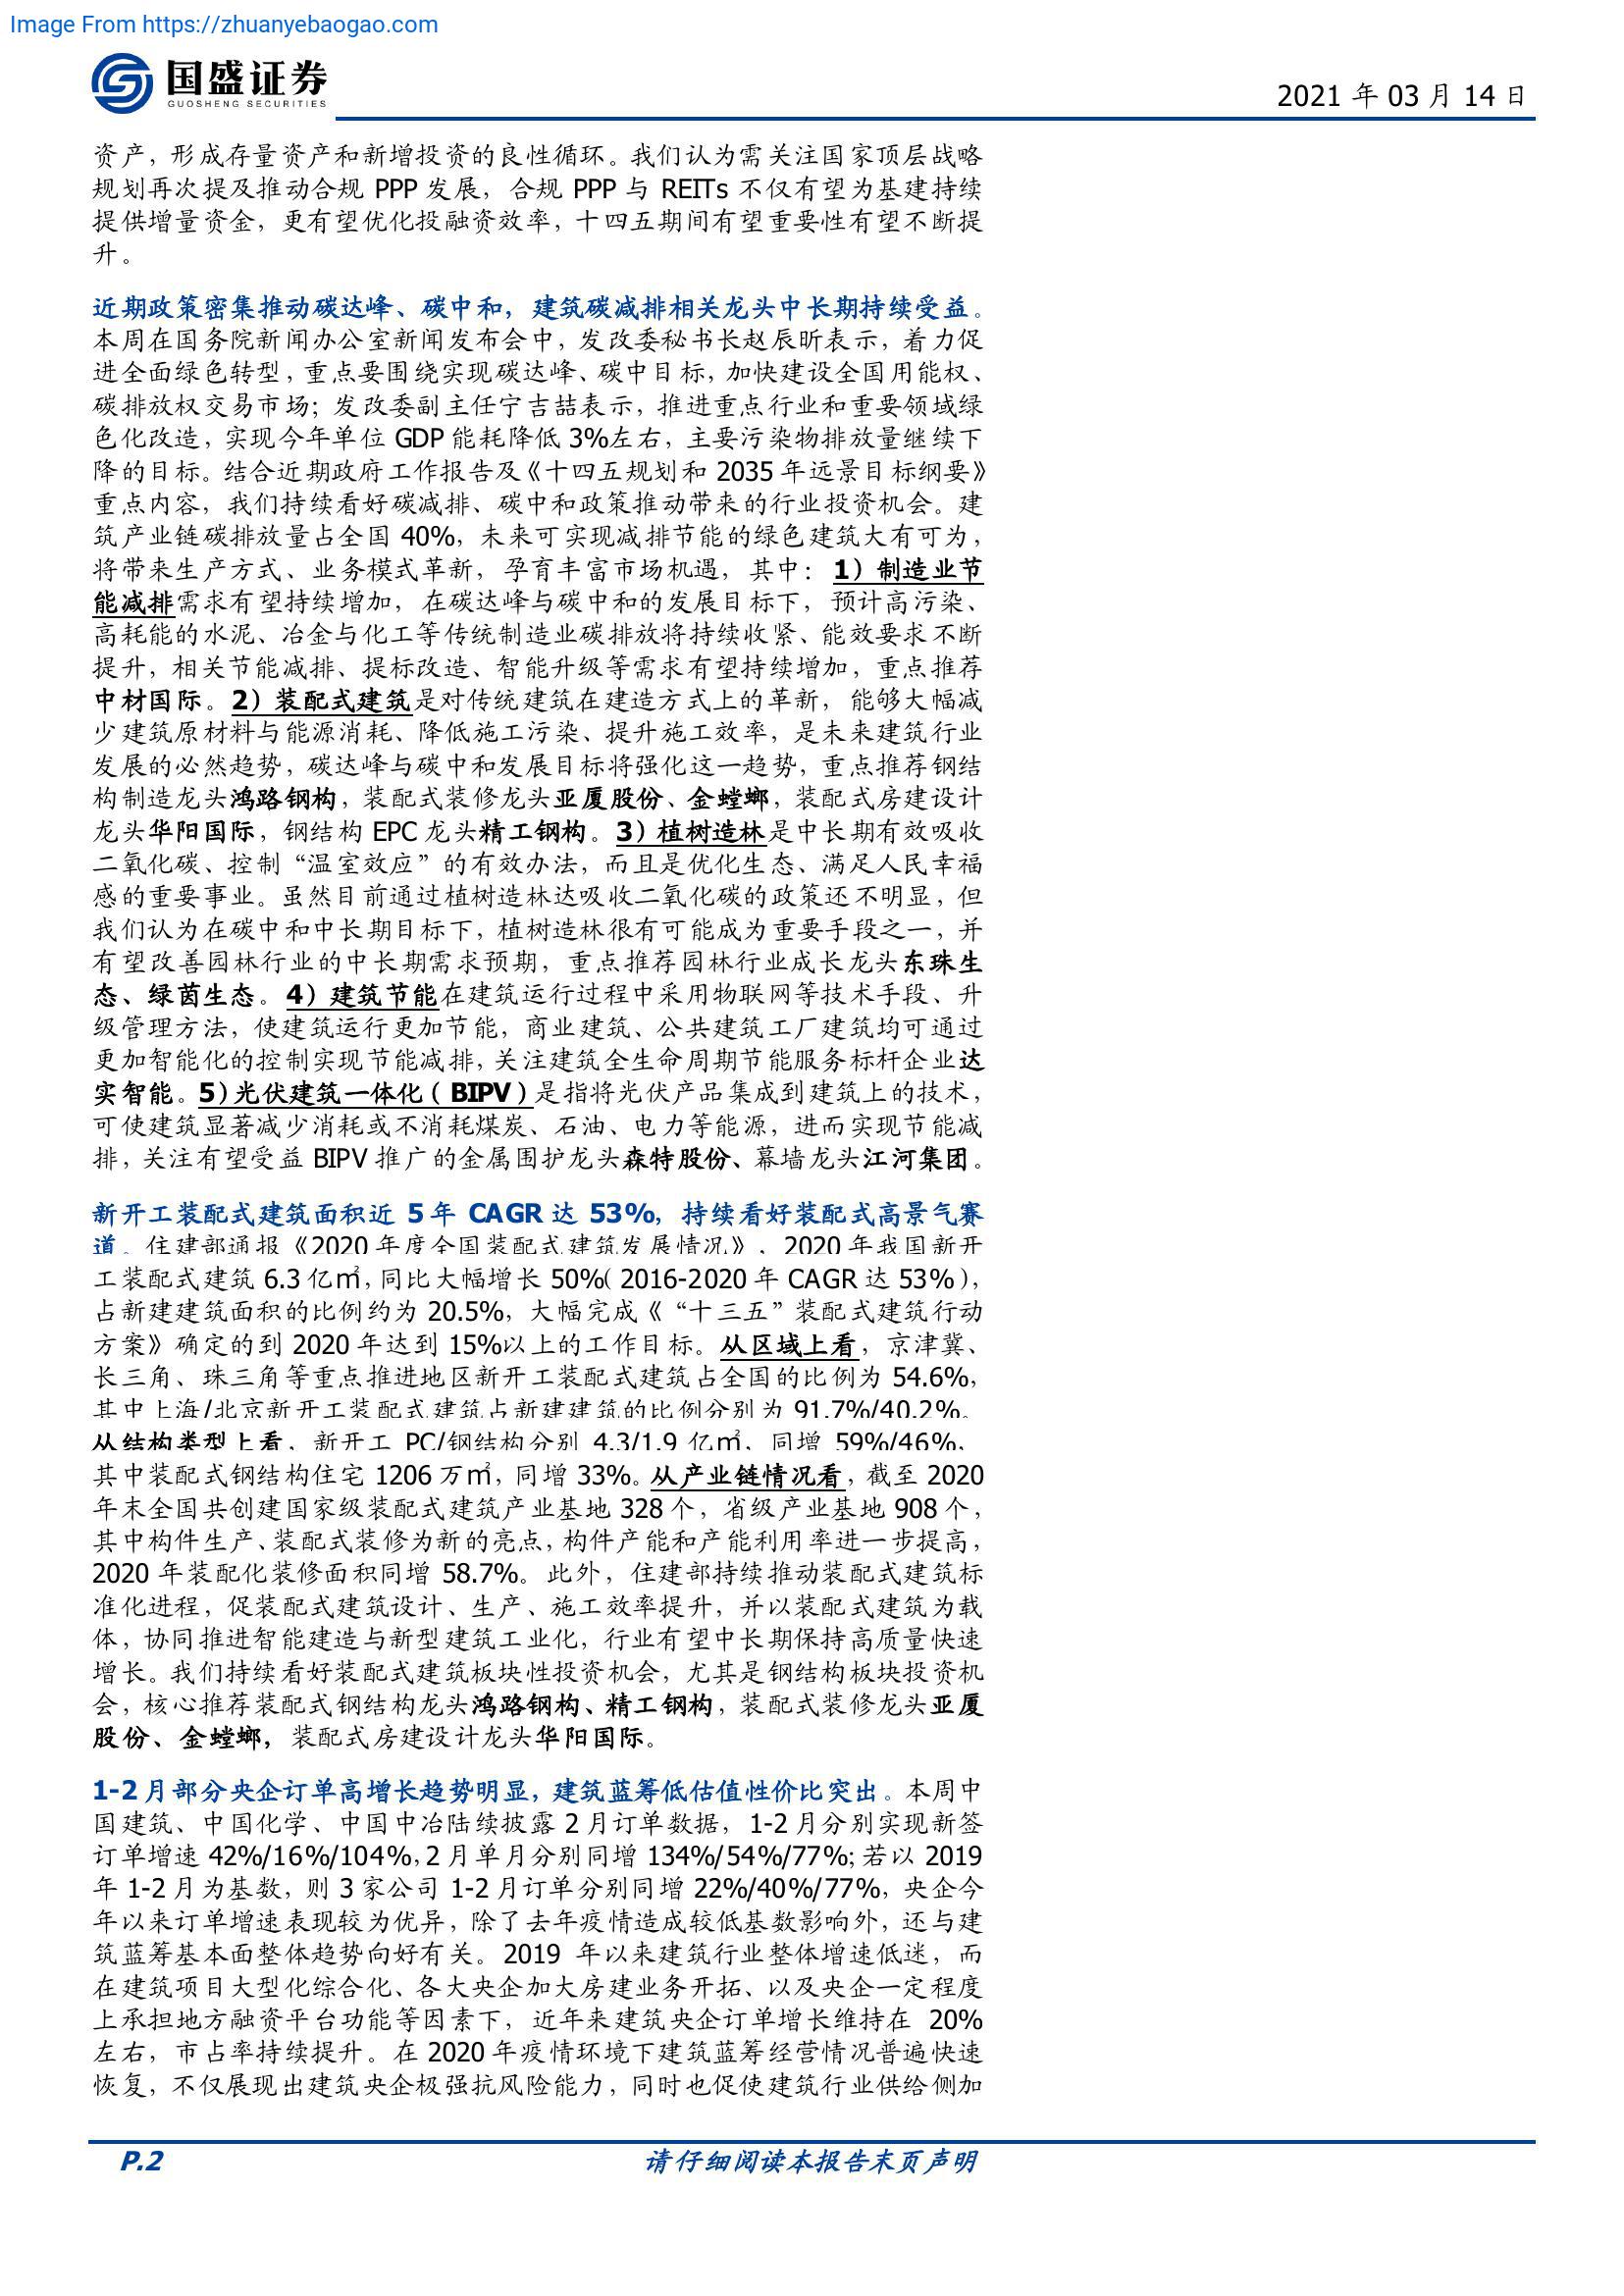 Image From https://zhuanyebaogao.com
国盛证券
GUOSHENG SECURITIES
2021 年 03 月 14 日
资产，形成存量资产和新增投资的良性循环。我们认为需关注国家顶层战略
规划再次提及推动合规 PPP 发展，合规 PPP 与 REITs 不仅有望为基建持续
提供增量资金，更有望优化投融资效率，十四五期间有望重要性有望不断提
升。
近期政策密集推动碳达峰、碳中和，建筑碳减排相关龙头中长期持续受益。
本周在国务院新闻办公室新闻发布会中，发改委秘书长赵辰昕表示，着力促
进全面绿色转型，重点要围绕实现碳达峰、碳中目标，加快建设全国用能权、
碳排放权交易市场；发改委副主任宁吉喆表示，推进重点行业和重要领域绿
色化改造，实现今年单位 GDP 能耗降低 3%左右，主要污染物排放量继续下
降的目标。结合近期政府工作报告及《十四五规划和 2035 年远景目标纲要》
重点内容，我们持续看好碳减排、碳中和政策推动带来的行业投资机会。建
筑产业链碳排放量占全国 40%，未来可实现减排节能的绿色建筑大有可为，
将带来生产方式、业务模式革新，孕育丰富市场机遇，其中：1）制造业节
能减排需求有望持续增加，在碳达峰与碳中和的发展目标下，预计高污染、
高耗能的水泥、冶金与化工等传统制造业碳排放将持续收紧、能效要求不断
提升，相关节能减排、提标改造、智能升级等需求有望持续增加，重点推荐
中材国际。2）装配式建筑是对传统建筑在建造方式上的革新，能够大幅减
少建筑原材料与能源消耗、降低施工污染、提升施工效率，是未来建筑行业
发展的必然趋势，碳达峰与碳中和发展目标将强化这一趋势，重点推荐钢结
构制造龙头鸿路钢构，装配式装修龙头亚厦股份、金螳螂，装配式房建设计
龙头华阳国际，钢结构 EPC 龙头精工钢构。3）植树造林是中长期有效吸收
二氧化碳、控制“温室效应”的有效办法，而且是优化生态、满足人民幸福
感的重要事业。虽然目前通过植树造林达吸收二氧化碳的政策还不明显，但
我们认为在碳中和中长期目标下，植树造林很有可能成为重要手段之一，并
有望改善园林行业的中长期需求预期，重点推荐园林行业成长龙头东珠生
态、绿茵生态。4）建筑节能在建筑运行过程中采用物联网等技术手段、升
级管理方法，使建筑运行更加节能，商业建筑、公共建筑工厂建筑均可通过
更加智能化的控制实现节能减排，关注建筑全生命周期节能服务标杆企业达
实智能。5）光伏建筑一体化（BIPV）是指将光伏产品集成到建筑上的技术，
可使建筑显著减少消耗或不消耗煤炭、石油、电力等能源，进而实现节能减
排，关注有望受益 BIPV 推广的金属围护龙头森特股份、幕墙龙头江河集团。
新开工装配式建筑面积近 5 年 CAGR 达 53%，持续看好装配式高景气赛
道。住建部通报《2020 年度全国装配式建筑发展情况》，2020 年我国新开
工装配式建筑 6.3 亿㎡，同比大幅增长 50%（2016-2020 年 CAGR 达 53%），
占新建建筑面积的比例约为 20.5%，大幅完成《“十三五”装配式建筑行动
方案》确定的到 2020 年达到 15%以上的工作目标。从区域上看，京津冀、
长三角、珠三角等重点推进地区新开工装配式建筑占全国的比例为 54.6%，
其中上海/北京新开工装配式建筑占新建建筑的比例分别为 91.7%/40.2%。
从结构类型上看，新开工 PC/钢结构分别 4.3/1.9 亿㎡，同增 59%/46%，
其中装配式钢结构住宅 1206 万㎡，同增 33%。从产业链情况看，截至 2020
年末全国共创建国家级装配式建筑产业基地 328 个，省级产业基地 908 个，
其中构件生产、装配式装修为新的亮点，构件产能和产能利用率进一步提高，
2020 年装配化装修面积同增 58.7%。此外，住建部持续推动装配式建筑标
准化进程，促装配式建筑设计、生产、施工效率提升，并以装配式建筑为载
体，协同推进智能建造与新型建筑工业化，行业有望中长期保持高质量快速
增长。我们持续看好装配式建筑板块性投资机会，尤其是钢结构板块投资机
会，核心推荐装配式钢结构龙头鸿路钢构、精工钢构，装配式装修龙头亚厦
股份、金螳螂，装配式房建设计龙头华阳国际。
1-2 月部分央企订单高增长趋势明显，建筑蓝筹低估值性价比突出。本周中
国建筑、中国化学、中国中冶陆续披露 2 月订单数据，1-2 月分别实现新签
订单增速 42%/16%/104%，2 月单月分别同增 134%/54%/77%；若以 2019
年 1-2 月为基数，则 3 家公司 1-2 月订单分别同增 22%/40%/77%，央企今
年以来订单增速表现较为优异，除了去年疫情造成较低基数影响外，还与建
筑蓝筹基本面整体趋势向好有关。2019 年以来建筑行业整体增速低迷，而
在建筑项目大型化综合化、各大央企加大房建业务开拓、以及央企一定程度
上承担地方融资平台功能等因素下，近年来建筑央企订单增长维持在 20%
左右，市占率持续提升。在 2020 年疫情环境下建筑蓝筹经营情况普遍快速
恢复，不仅展现出建筑央企极强抗风险能力，同时也促使建筑行业供给侧加
P.2
请仔细阅读本报告末页声明